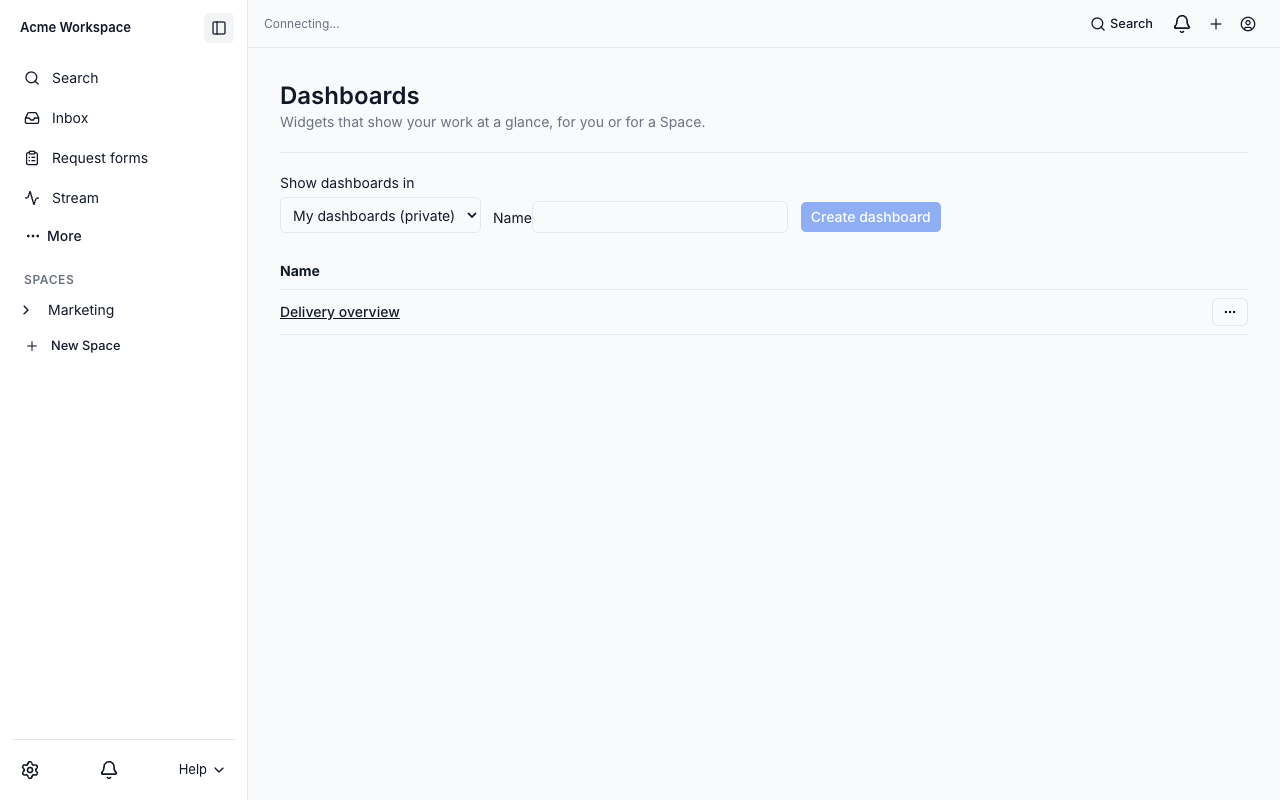 Acme Workspace
Connecting...
Search
Search
Inbox
Request forms
Stream
More
SPACES
Marketing
New Space
Help
Dashboards
Widgets that show your work at a glance, for you or for a Space.
Show dashboards in
My dashboards (private)
Name
Create dashboard
Name
Delivery overview